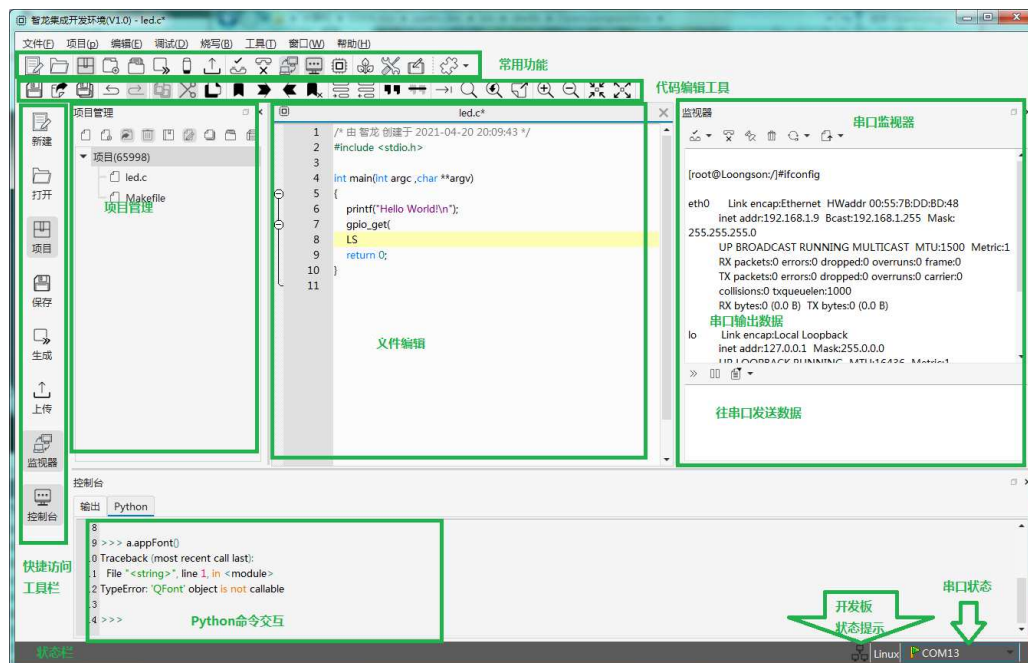 智龙集成开发环境(V1.0) - led.c*
文件(F) 项目(p) 编辑(E) 调试(D) 烧写(B) 工具(T) 窗口(W) 帮助(H)
常用功能
代码编辑工具
新建
打开
项目
保存
生成
上传
监视器
控制台
快捷访问
工具栏
项目管理
项目(65998)
led.c
Makefile
项目管理
led.c*
1 /* 由 智龙 创建于 2021-04-20 20:09:43 */
2 #include <stdio.h>
3
4 int main(int argc ,char **argv)
5 {
6 printf("Hello World!\n");
7 gpio_get(
8 LS
9 return 0;
10 }
11
文件编辑
监视器
串口监视器
[root@Loongson:/]#ifconfig
eth0 Link encap:Ethernet HWaddr 00:55:7B:DD:BD:48
inet addr:192.168.1.9 Bcast:192.168.1.255 Mask:
255.255.255.0
UP BROADCAST RUNNING MULTICAST MTU:1500 Metric:1
RX packets:0 errors:0 dropped:0 overruns:0 frame:0
TX packets:0 errors:0 dropped:0 overruns:0 carrier:0
collisions:0 txqueuelen:1000
RX bytes:0 (0.0 B) TX bytes:0 (0.0 B)
串口输出数据
lo Link encap:Local Loopback
inet addr:127.0.0.1 Mask:255.0.0.0
UP LOOPBACK RUNNING MTU:16436 Metric:1
往串口发送数据
控制台
输出 Python
8
9 >>> a.appFont()
0 Traceback (most recent call last):
1 File "<string>", line 1, in <module>
2 TypeError: 'QFont' object is not callable
3
4 >>>
Python命令交互
开发板
状态提示
串口状态
状态栏
Linux COM13